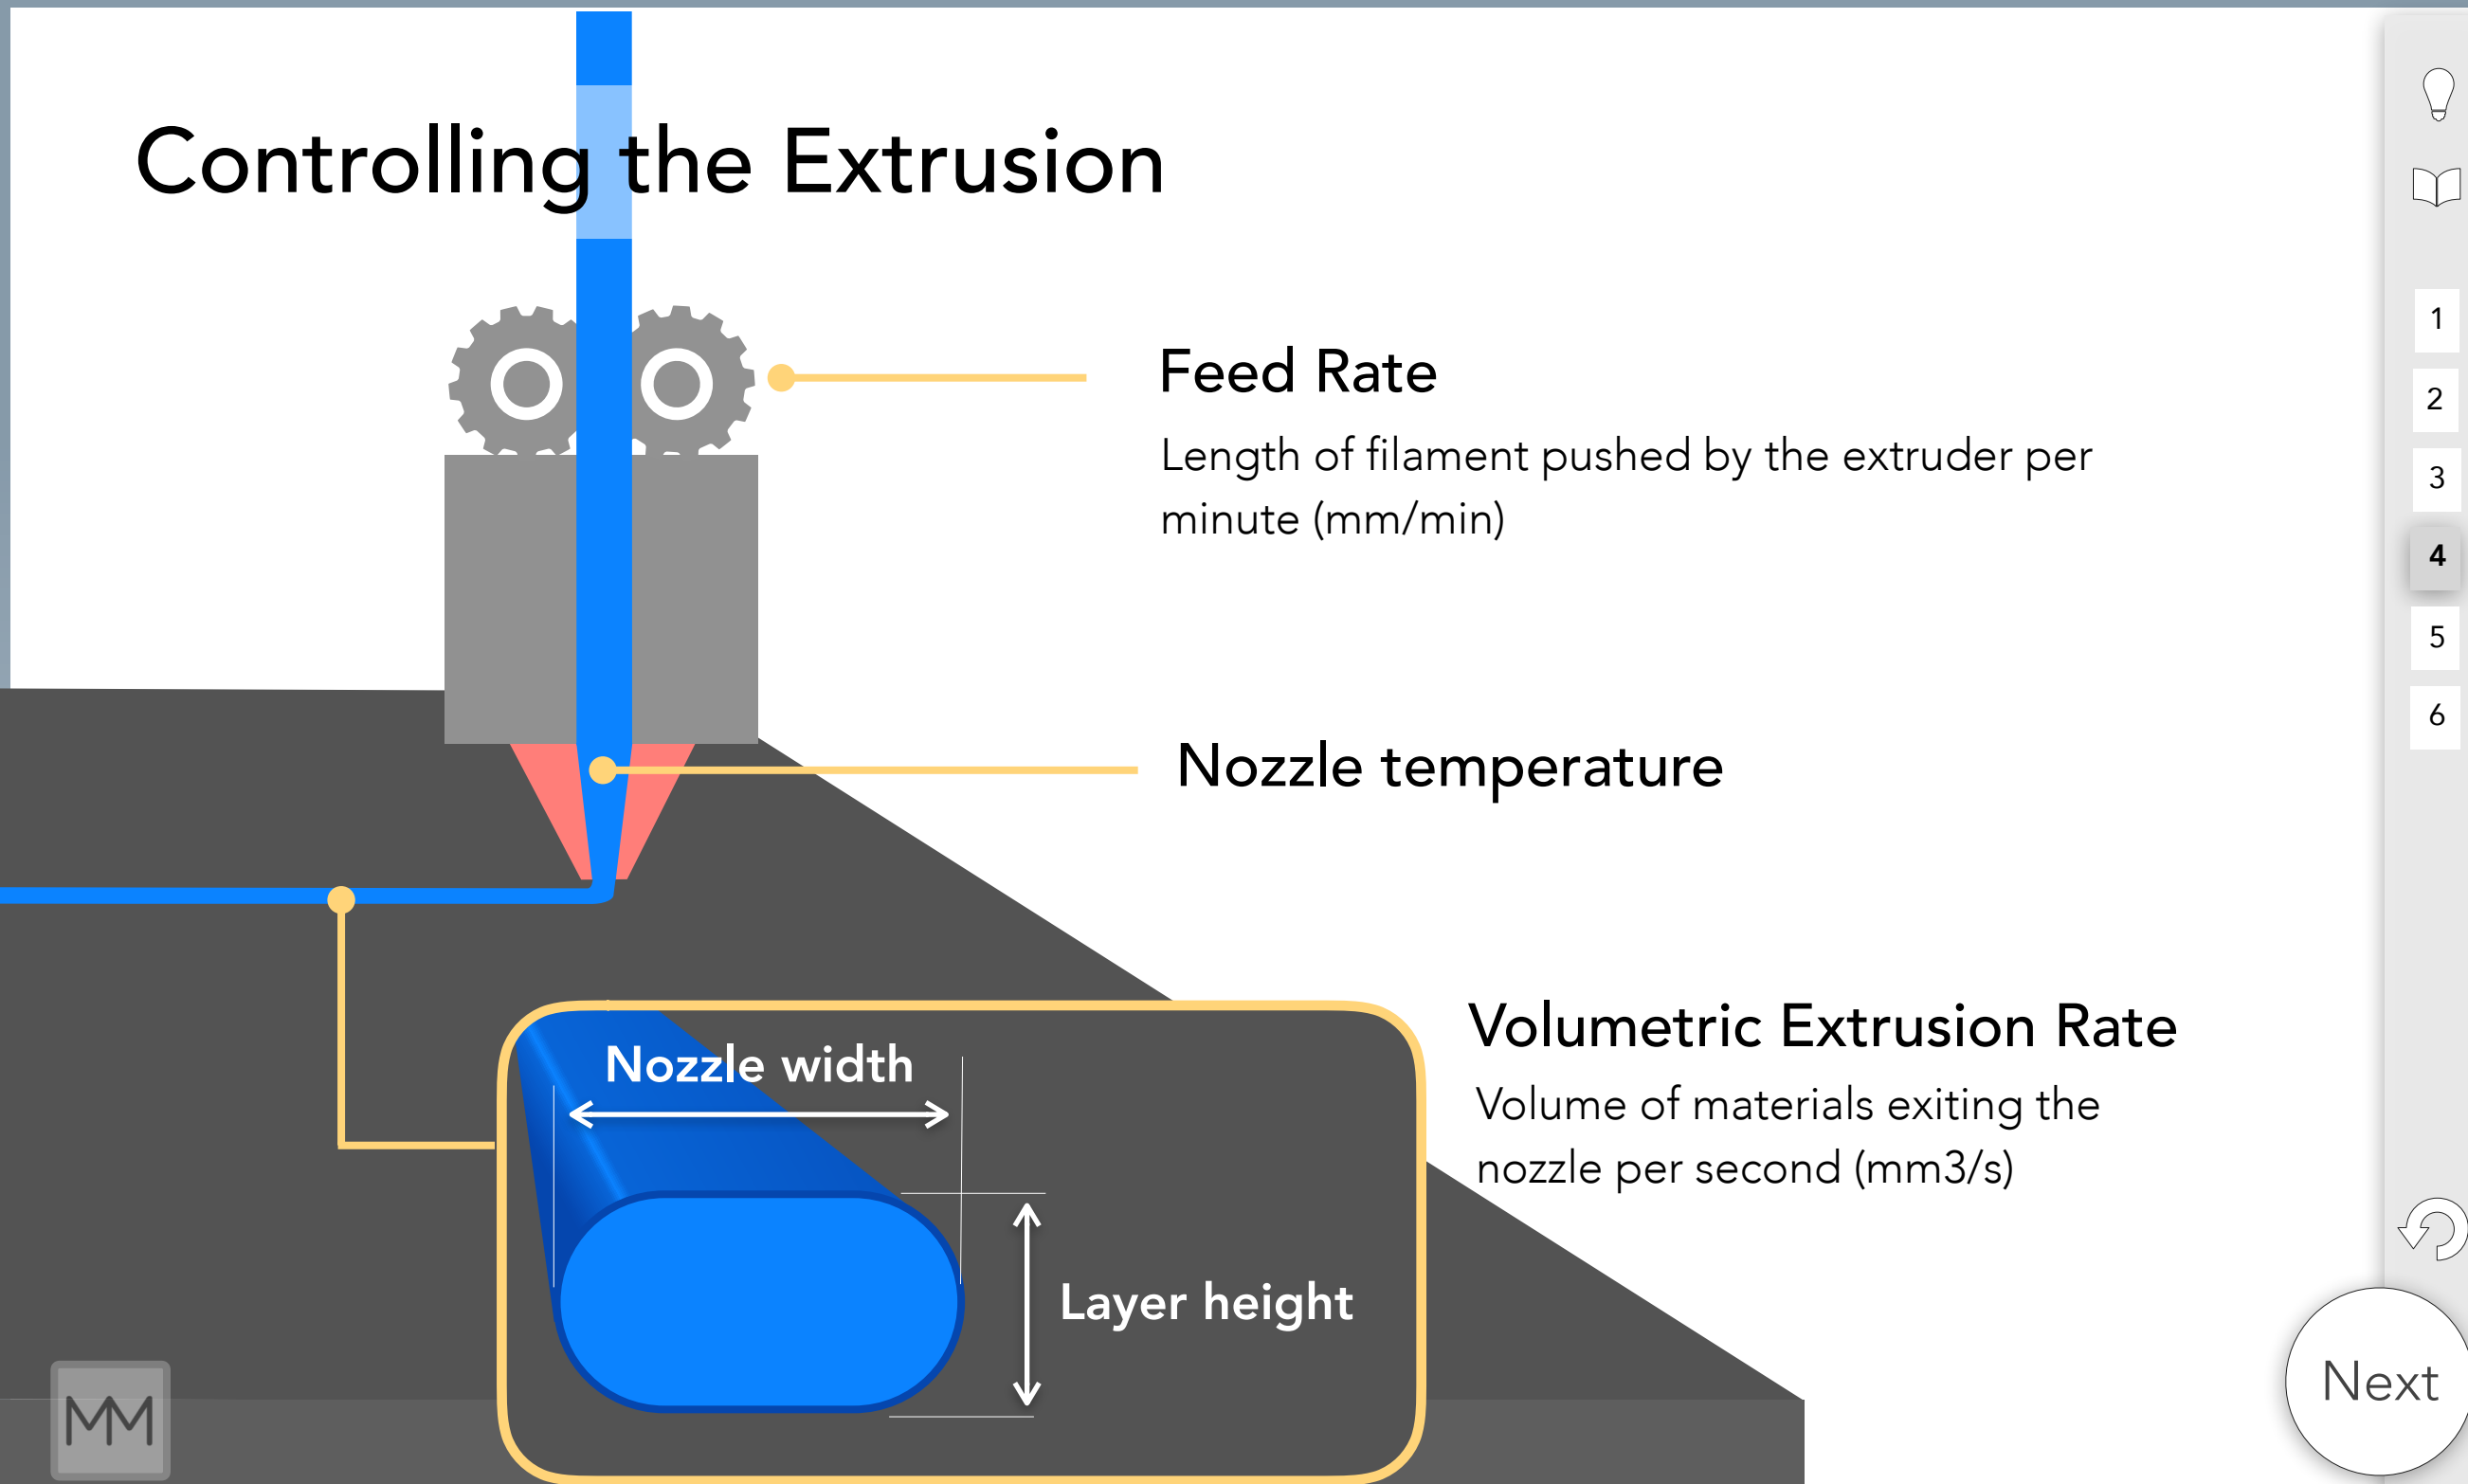 Controlling the Extrusion
Feed Rate
Length of filament pushed by the extruder per
minute (mm/min)
Nozzle temperature
Volumetric Extrusion Rate
Volume of materials exiting the
nozzle per second (mm3/s)
Nozzle width
Layer height
MM
1
2
3
4
5
6
Next